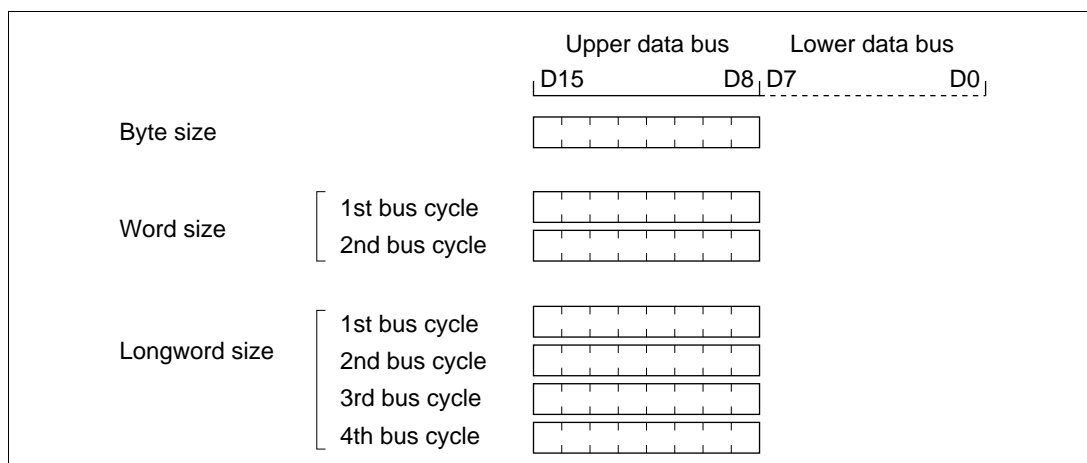 Upper data bus Lower data bus
D15 D8 D7 D0
Byte size
Word size
1st bus cycle
2nd bus cycle
Longword size
1st bus cycle
2nd bus cycle
3rd bus cycle
4th bus cycle